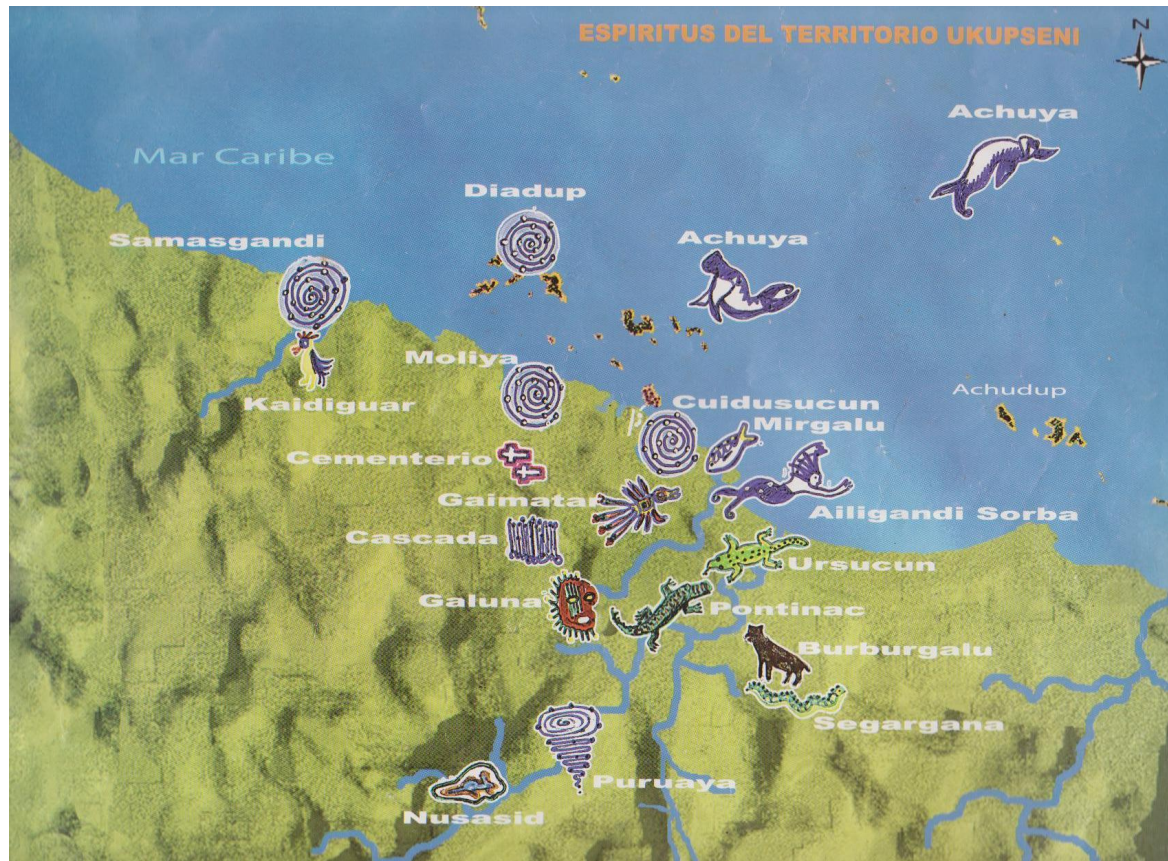 ESPIRITUS DEL TERRITORIO UKUPSENI
N
Achuya
Mar Caribe
Diadup
Samasgandi
Achuya
Moliya
Kaidiguar
Cuidusucun
Achudup
Mirgalu
Cementerio
Gaimatar
Ailigandi Sorba
Cascada
Ursucun
Galuna
Pontinac
Burburgalu
Segargana
Puruaya
Nusasid